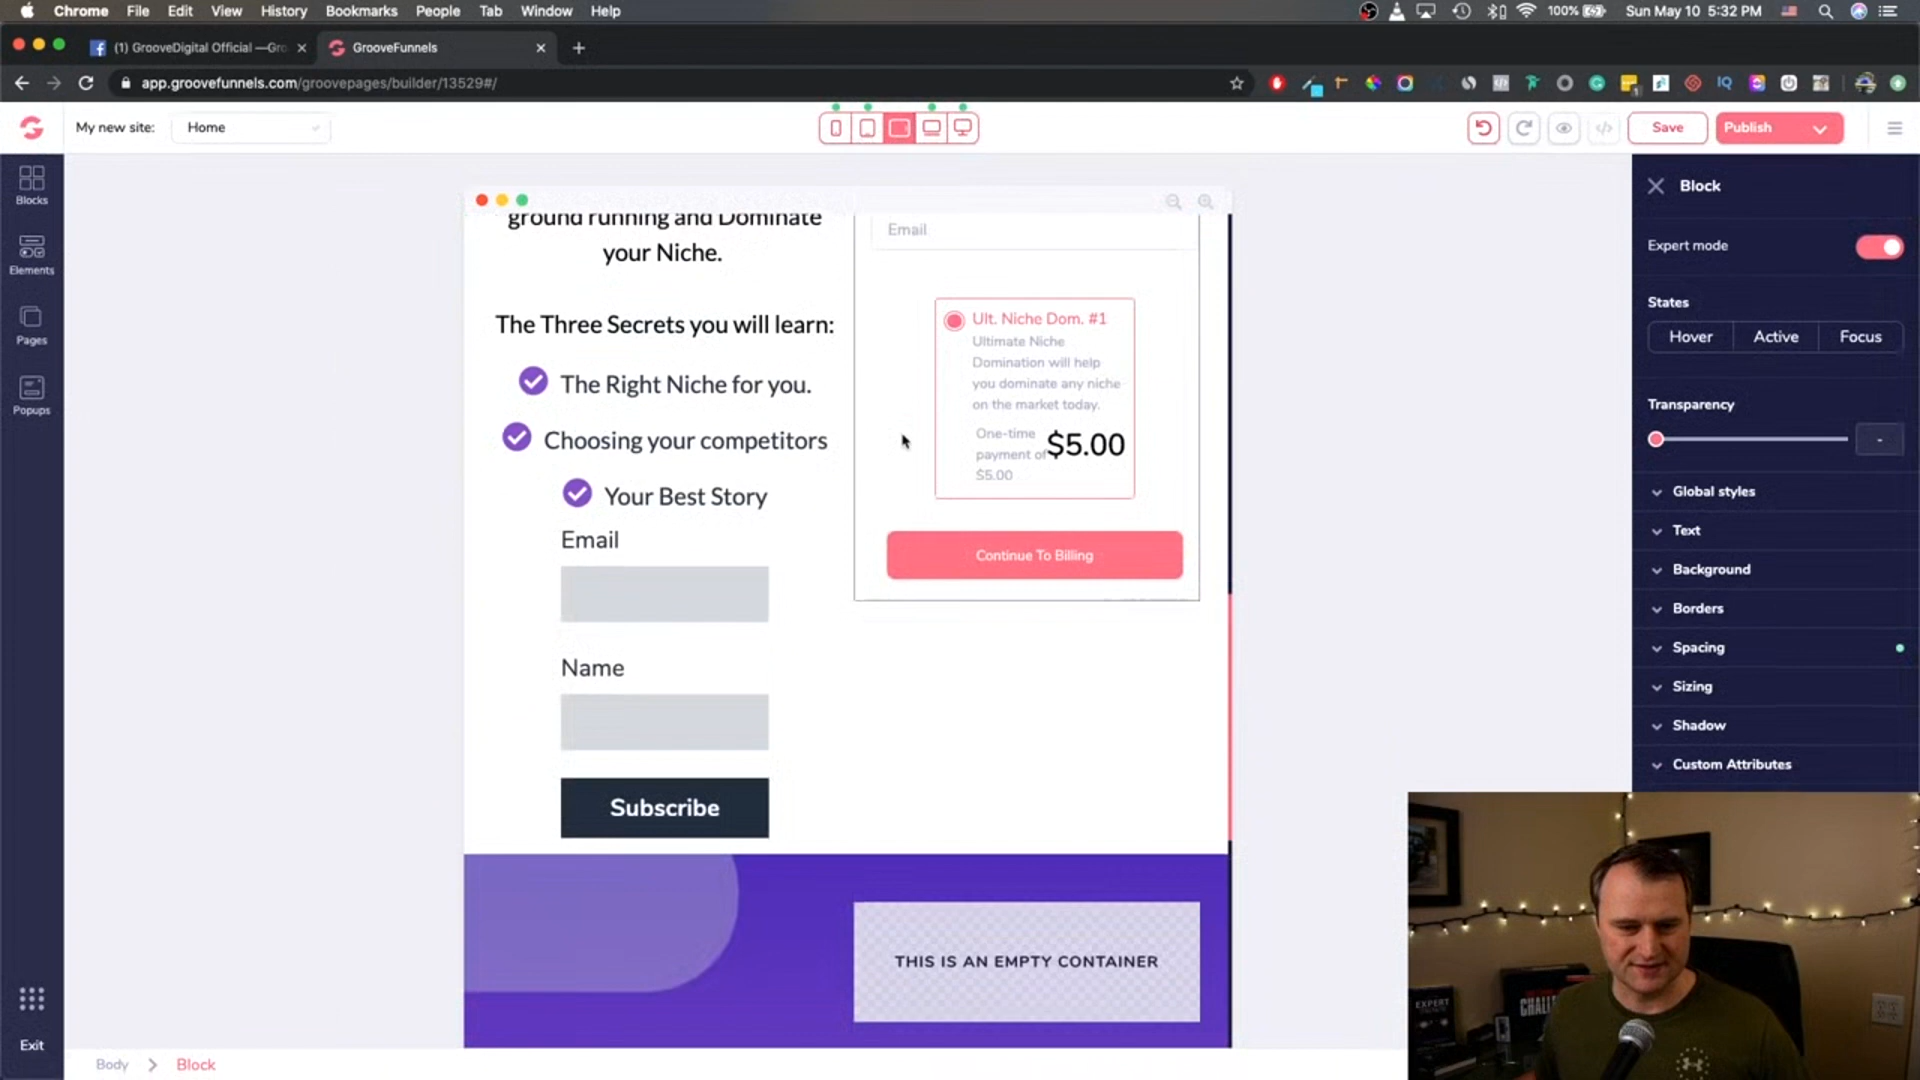 Chrome File Edit View History Bookmarks People Tab Window Help
100% Sun May 10 5:32 PM
(1) GrooveDigital Official —Gro
GrooveFunnels
app.groovefunnels.com/groovepages/builder/13529#/
My new site: Home
Save Publish
Blocks
Elements
Pages
Popups
Exit
ground running and Dominate
your Niche.
The Three Secrets you will learn:
The Right Niche for you.
Choosing your competitors
Your Best Story
Email
Name
Subscribe
Email
Ult. Niche Dom. #1
Ultimate Niche
Domination will help
you dominate any niche
on the market today.
One-time
payment of
$5.00
$5.00
Continue To Billing
THIS IS AN EMPTY CONTAINER
Block
Expert mode
States
Hover Active Focus
Transparency
-
Global styles
Text
Background
Borders
Spacing
Sizing
Shadow
Custom Attributes
EXPERT
Body Block